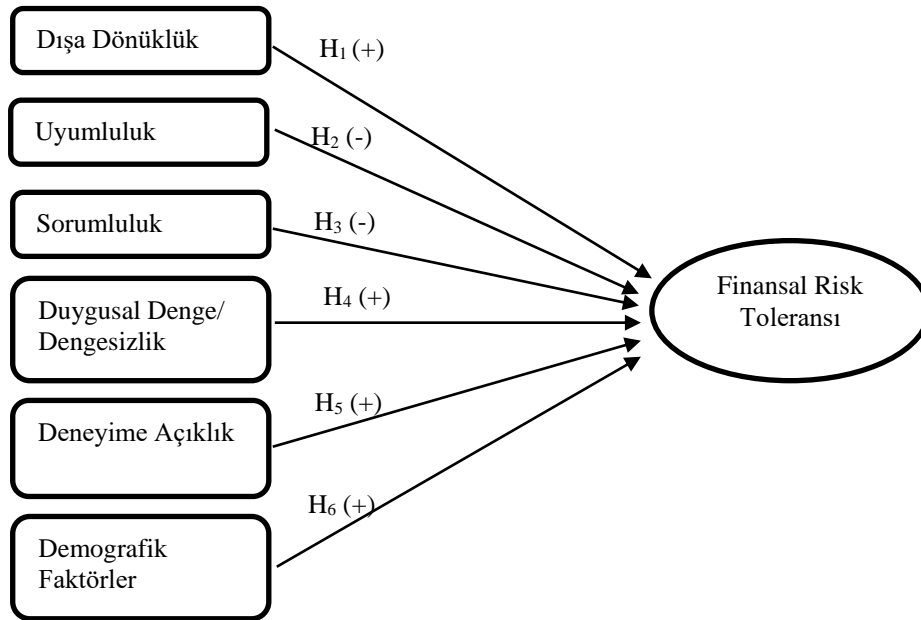 Dışa Dönüklük
H₁ (+)
Uyumluluk
H₂ (-)
Sorumluluk
H₃ (-)
Duygusal Denge/
Dengesizlik
H₄ (+)
Deneyime Açıklık
H₅ (+)
Demografik
Faktörler
H₆ (+)
Finansal Risk
Toleransı